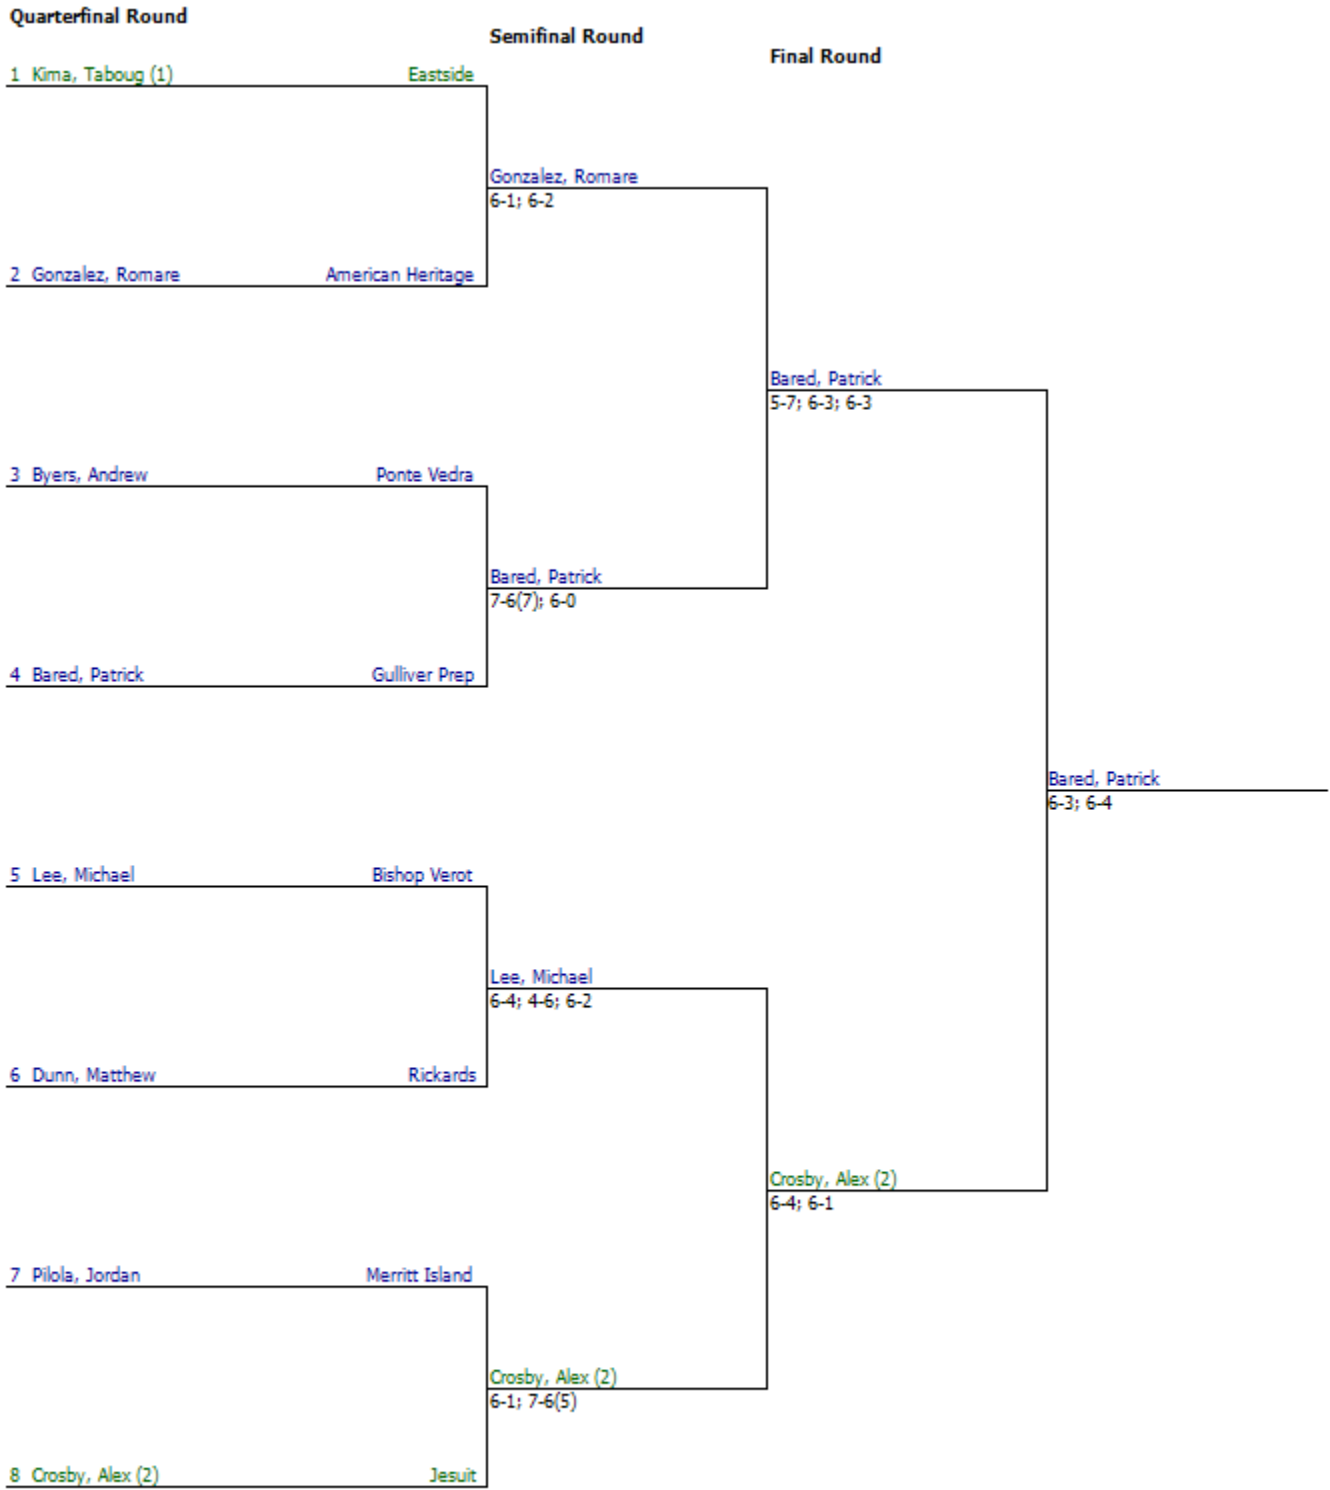 Quarterfinal Round
Semifinal Round
Final Round
1 Kima, Taboug (1) Eastside
Gonzalez, Romare
6-1; 6-2
2 Gonzalez, Romare American Heritage
Bared, Patrick
5-7; 6-3; 6-3
3 Byers, Andrew Ponte Vedra
Bared, Patrick
7-6(7); 6-0
4 Bared, Patrick Gulliver Prep
Bared, Patrick
6-3; 6-4
5 Lee, Michael Bishop Verot
Lee, Michael
6-4; 4-6; 6-2
6 Dunn, Matthew Rickards
Crosby, Alex (2)
6-4; 6-1
7 Pilola, Jordan Merritt Island
Crosby, Alex (2)
6-1; 7-6(5)
8 Crosby, Alex (2) Jesuit